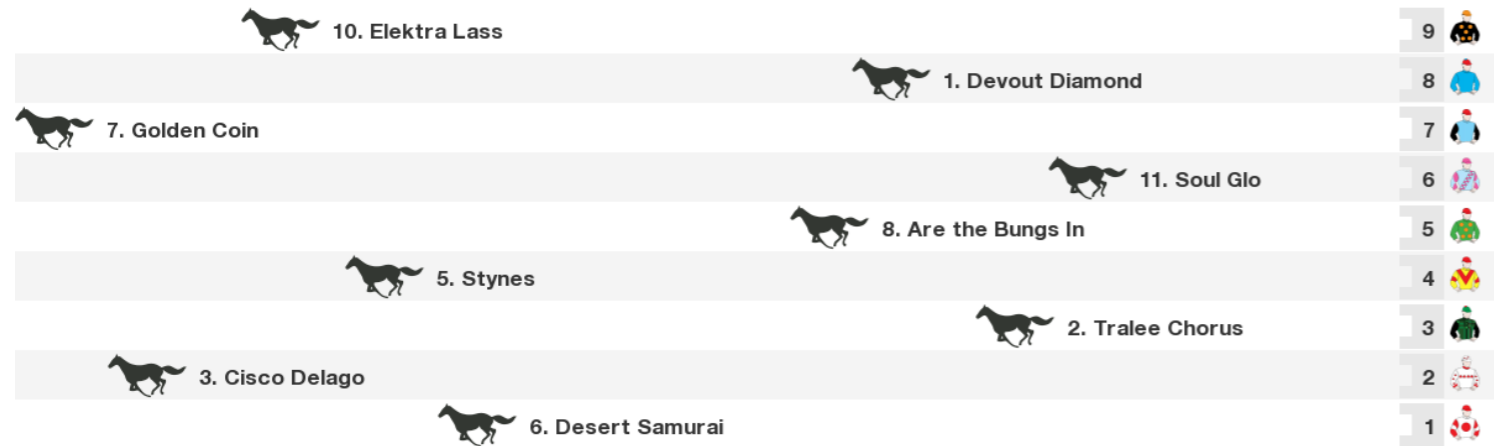 10. Elektra Lass 9
1. Devout Diamond 8
7. Golden Coin 7
11. Soul Glo 6
8. Are the Bungs In 5
5. Stynes 4
2. Tralee Chorus 3
3. Cisco Delago 2
6. Desert Samurai 1